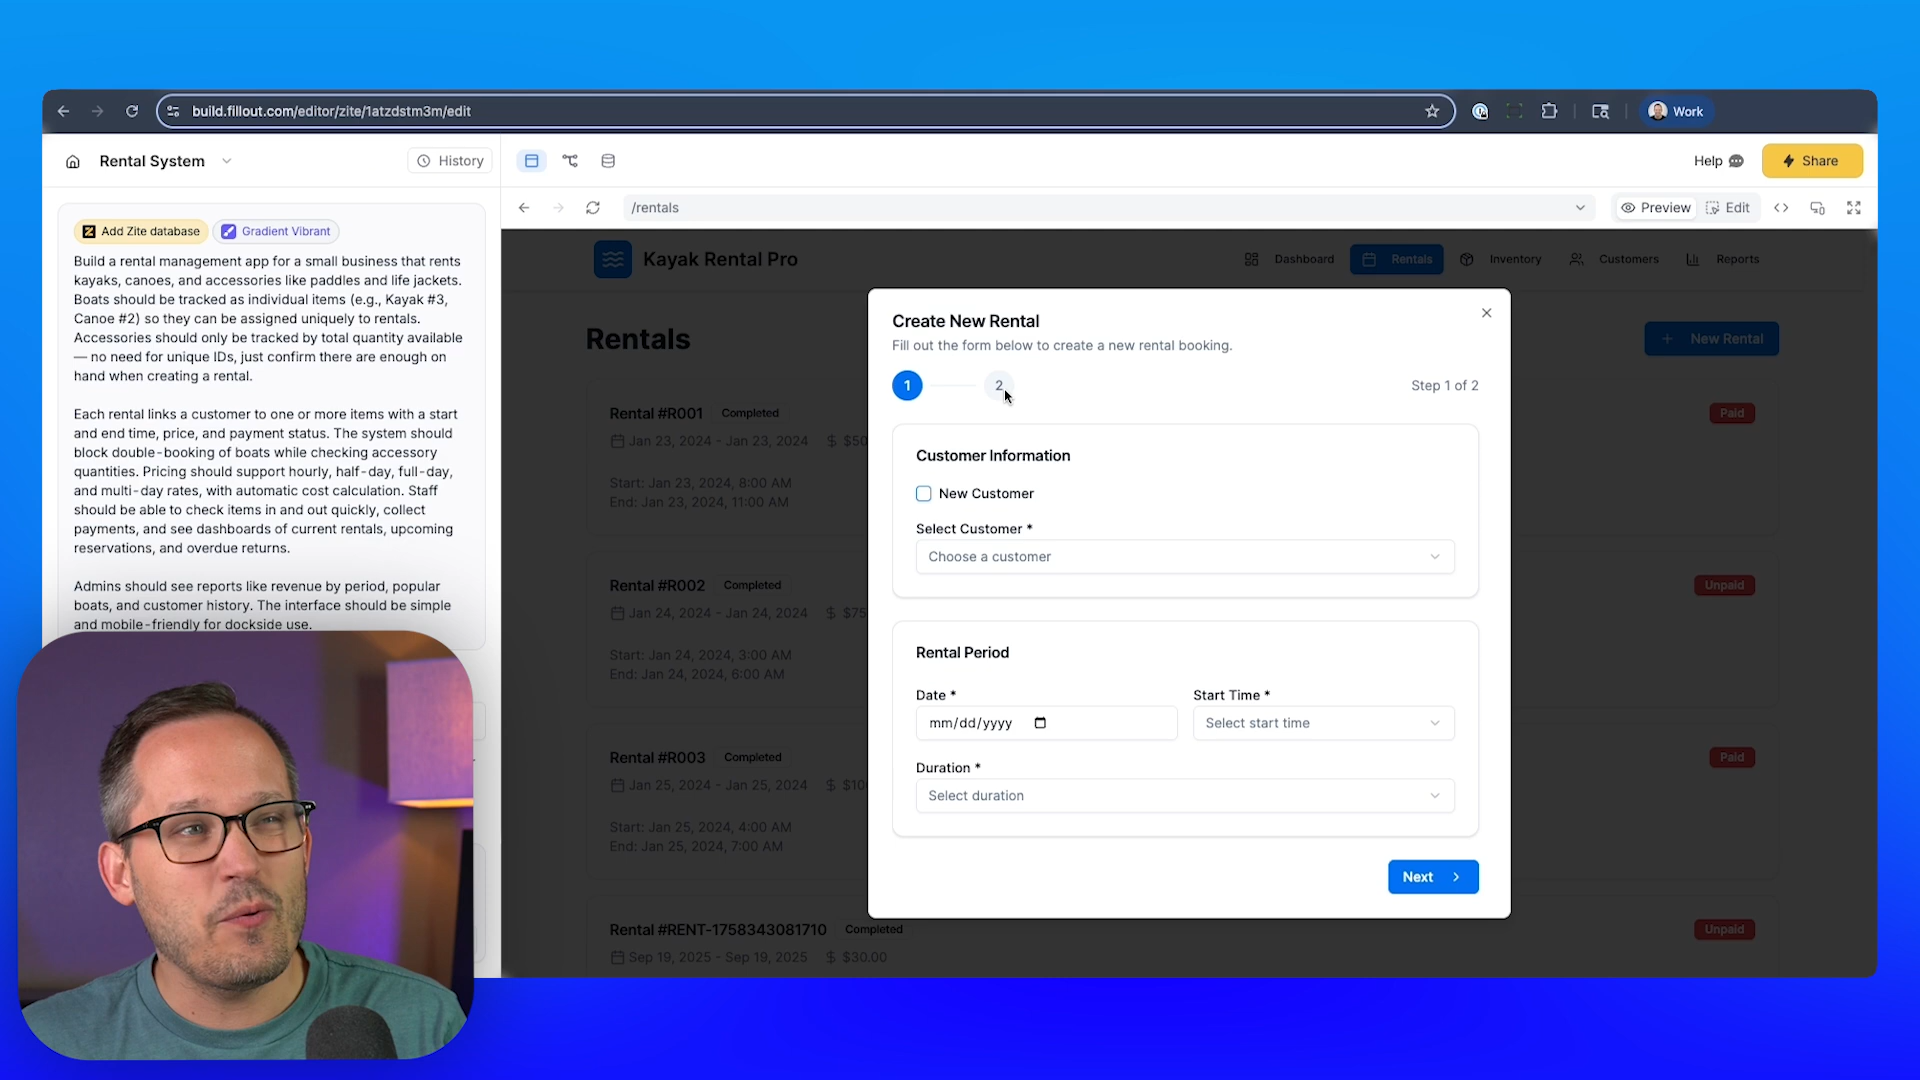 build.fillout.com/editor/zite/1atzdstm3m/edit
Work
Rental System
History
Help
Share
/rentals
Preview
Edit
Add Zite database
Gradient Vibrant
Build a rental management app for a small business that rents
kayaks, canoes, and accessories like paddles and life jackets.
Boats should be tracked as individual items (e.g., Kayak #3,
Canoe #2) so they can be assigned uniquely to rentals.
Accessories should only be tracked by total quantity available
— no need for unique IDs, just confirm there are enough on
hand when creating a rental.
Each rental links a customer to one or more items with a start
and end time, price, and payment status. The system should
block double-booking of boats while checking accessory
quantities. Pricing should support hourly, half-day, full-day,
and multi-day rates, with automatic cost calculation. Staff
should be able to check items in and out quickly, collect
payments, and see dashboards of current rentals, upcoming
reservations, and overdue returns.
Admins should see reports like revenue by period, popular
boats, and customer history. The interface should be simple
and mobile-friendly for dockside use.
Kayak Rental Pro
Dashboard
Rentals
Inventory
Customers
Reports
Rentals
+ New Rental
Rental #R001 Completed
Paid
Jan 23, 2024 - Jan 23, 2024 $50
Start: Jan 23, 2024, 8:00 AM
End: Jan 23, 2024, 11:00 AM
Rental #R002 Completed
Unpaid
Jan 24, 2024 - Jan 24, 2024 $75
Start: Jan 24, 2024, 3:00 AM
End: Jan 24, 2024, 6:00 AM
Rental #R003 Completed
Paid
Jan 25, 2024 - Jan 25, 2024 $10
Start: Jan 25, 2024, 4:00 AM
End: Jan 25, 2024, 7:00 AM
Rental #RENT-1758343081710 Completed
Unpaid
Sep 19, 2025 - Sep 19, 2025 $30.00
Create New Rental
Fill out the form below to create a new rental booking.
1
2
Step 1 of 2
Customer Information
New Customer
Select Customer *
Choose a customer
Rental Period
Date *
Start Time *
mm/dd/yyyy
Select start time
Duration *
Select duration
Next